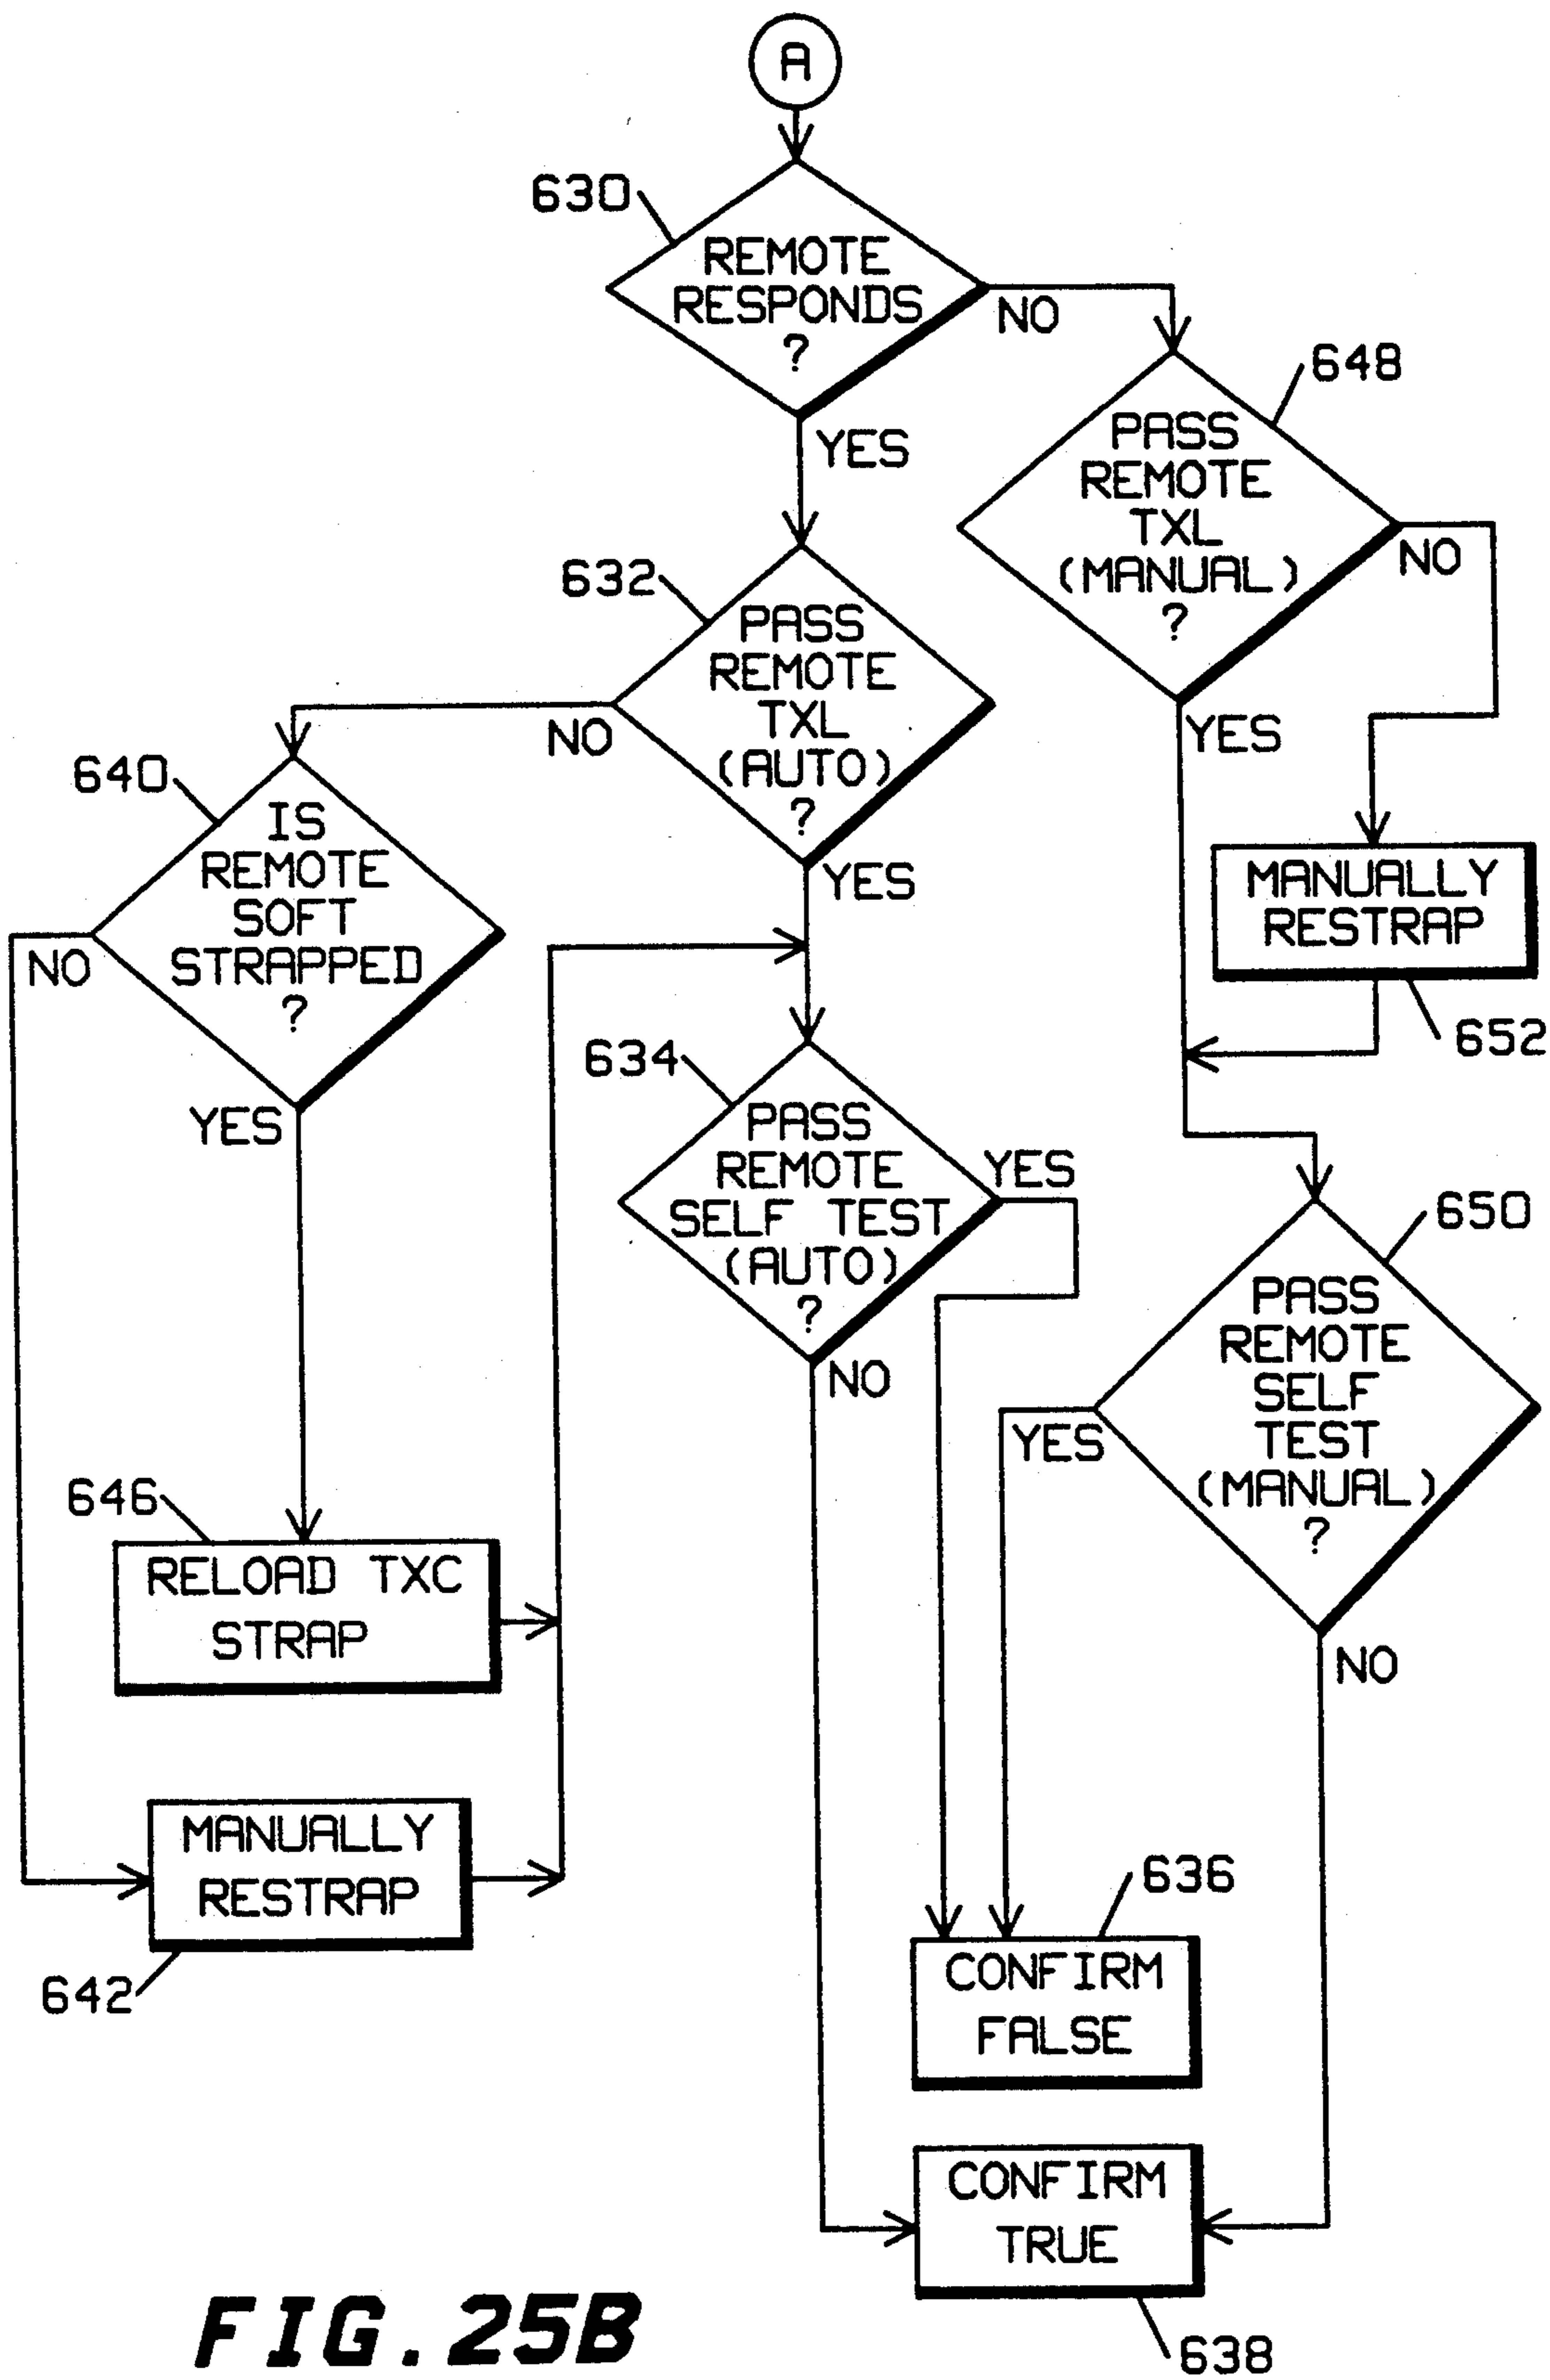 A
630
REMOTE
RESPONDS
?
NO
YES
648
PASS
REMOTE
TXL
(MANUAL)
?
NO
YES
632
PASS
REMOTE
TXL
(AUTO)
?
NO
YES
640
IS
REMOTE
SOFT
STRAPPED
?
NO
YES
MANUALLY
RESTRAP
652
634
PASS
REMOTE
SELF TEST
(AUTO)
?
YES
NO
650
PASS
REMOTE
SELF
TEST
(MANUAL)
?
YES
NO
646
RELOAD TXC
STRAP
MANUALLY
RESTRAP
642
636
CONFIRM
FALSE
CONFIRM
TRUE
638
FIG. 25B